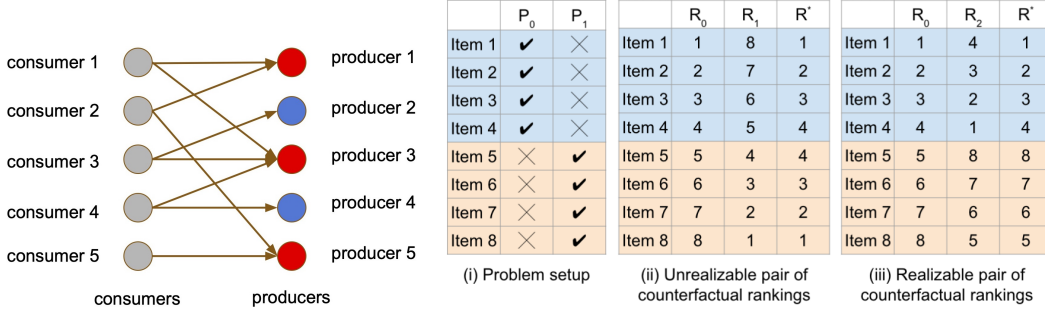 consumer 1
consumer 2
consumer 3
consumer 4
consumer 5
consumers
producer 1
producer 2
producer 3
producer 4
producer 5
producers
P0 P1
Item 1 ✔ ×
Item 2 ✔ ×
Item 3 ✔ ×
Item 4 ✔ ×
Item 5 × ✔
Item 6 × ✔
Item 7 × ✔
Item 8 × ✔
(i) Problem setup
R0 R1 R*
Item 1 1 8 1
Item 2 2 7 2
Item 3 3 6 3
Item 4 4 5 4
Item 5 5 4 4
Item 6 6 3 3
Item 7 7 2 2
Item 8 8 1 1
(ii) Unrealizable pair of
counterfactual rankings
R0 R2 R*
Item 1 1 4 1
Item 2 2 3 2
Item 3 3 2 3
Item 4 4 1 4
Item 5 5 8 8
Item 6 6 7 7
Item 7 7 6 6
Item 8 8 5 5
(iii) Realizable pair of
counterfactual rankings